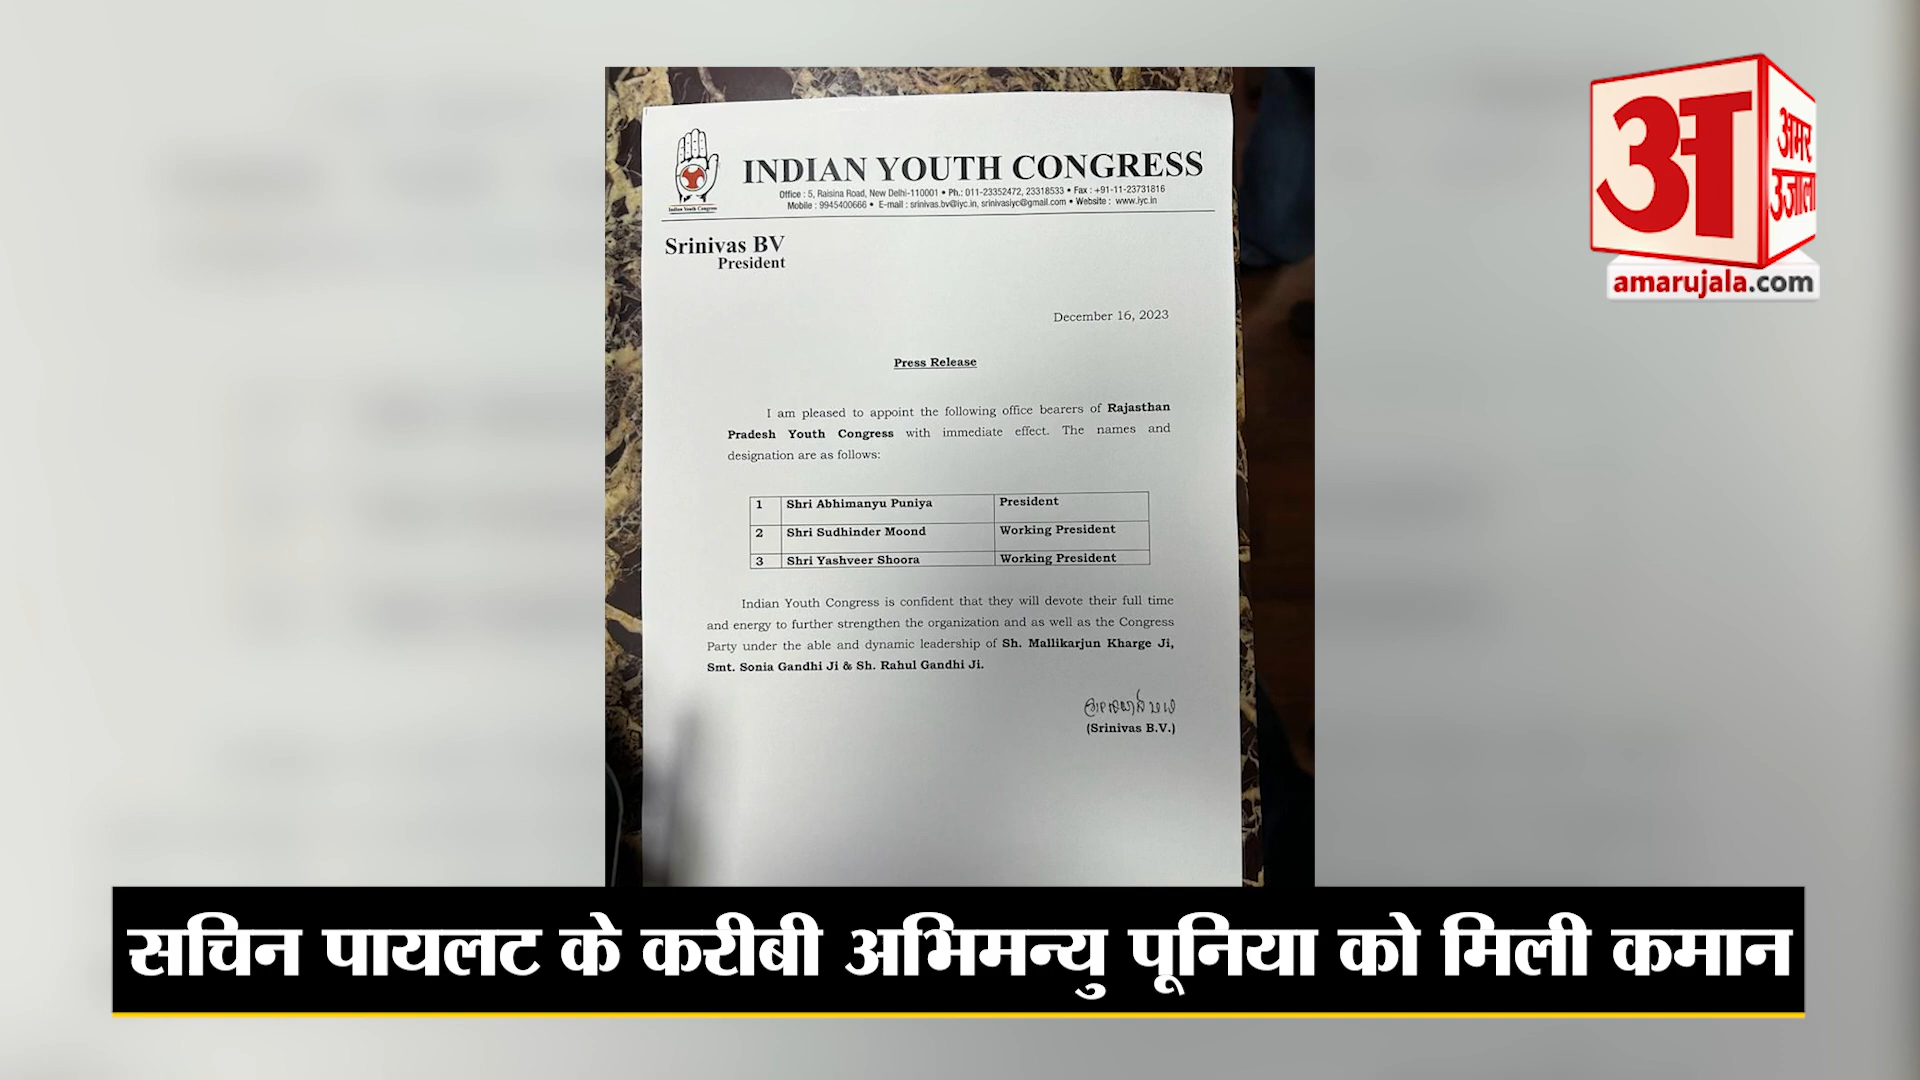 INDIAN YOUTH CONGRESS
Office : 5, Raisina Road, New Delhi-110001 • Ph.: 011-23352472, 23318533 • Fax : +91-11-23731816
Mobile : 9945400666 • E-mail : srinivas.bv@iyc.in, srinivasiyc@gmail.com • Website : www.iyc.in
Indian Youth Congress
Srinivas BV
President
December 16, 2023
Press Release
I am pleased to appoint the following office bearers of Rajasthan
Pradesh Youth Congress with immediate effect. The names and
designation are as follows:
1 Shri Abhimanyu Puniya President
2 Shri Sudhinder Moond Working President
3 Shri Yashveer Shoora Working President
Indian Youth Congress is confident that they will devote their full time
and energy to further strengthen the organization and as well as the Congress
Party under the able and dynamic leadership of Sh. Mallikarjun Kharge Ji,
Smt. Sonia Gandhi Ji & Sh. Rahul Gandhi Ji.
(Srinivas B.V.)
अ
अमर
उजाला
amarujala.com
सचिन पायलट के करीबी अभिमन्यु पूनिया को मिली कमान